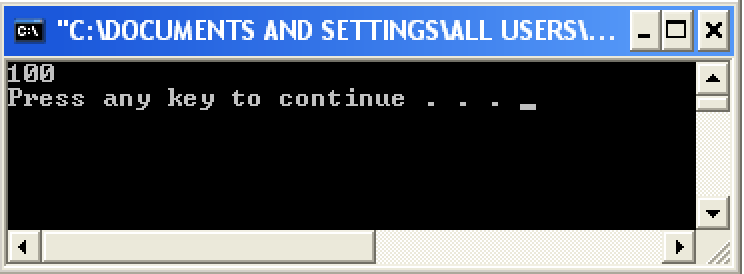 "C:\DOCUMENTS AND SETTINGS\ALL USERS\...
100
Press any key to continue . . . _